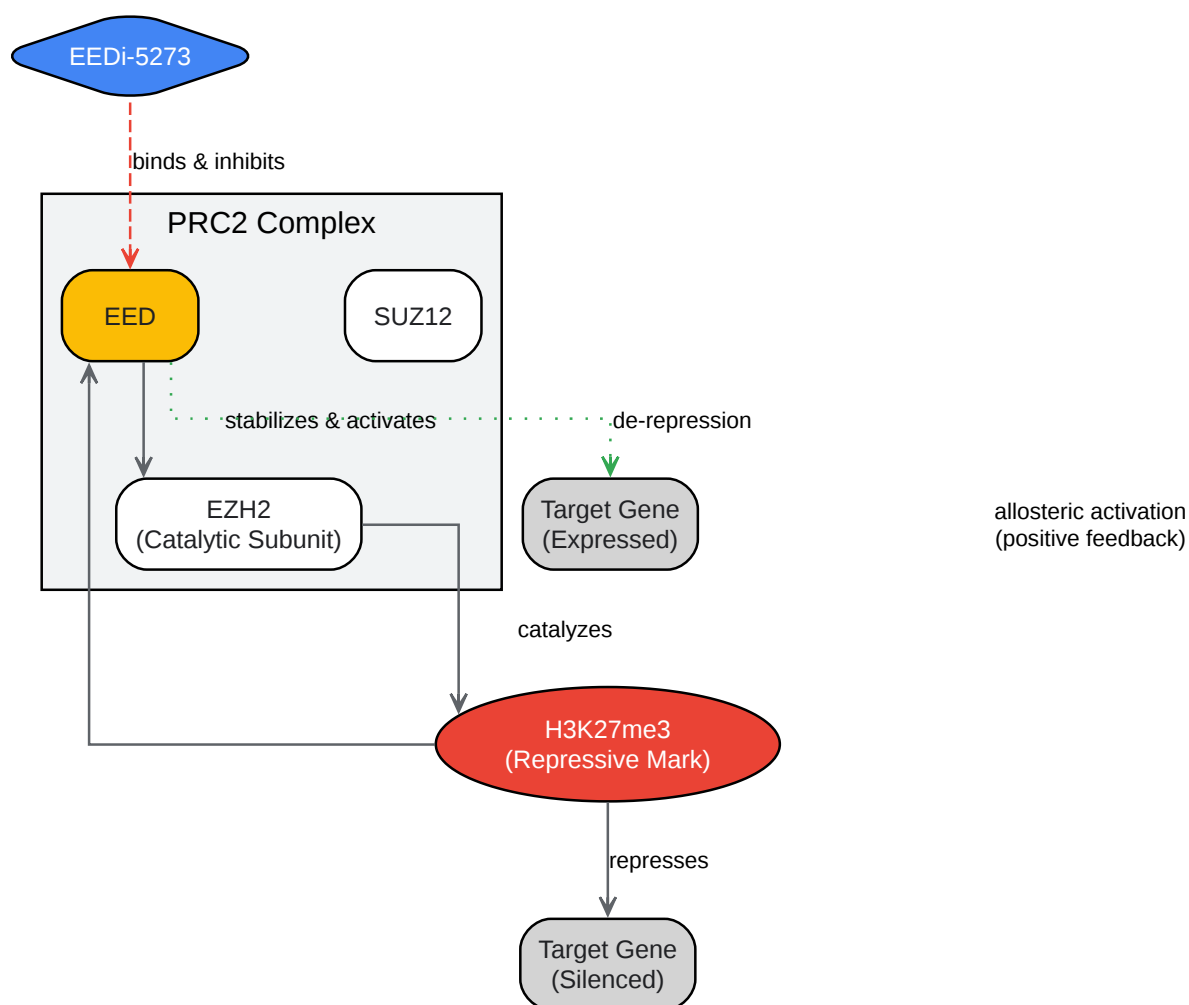 EEDi-5273
binds & inhibits
PRC2 Complex
EED
SUZ12
stabilizes & activates
de-repression
EZH2
(Catalytic Subunit)
Target Gene
(Expressed)
allosteric activation
(positive feedback)
catalyzes
H3K27me3
(Repressive Mark)
represses
Target Gene
(Silenced)